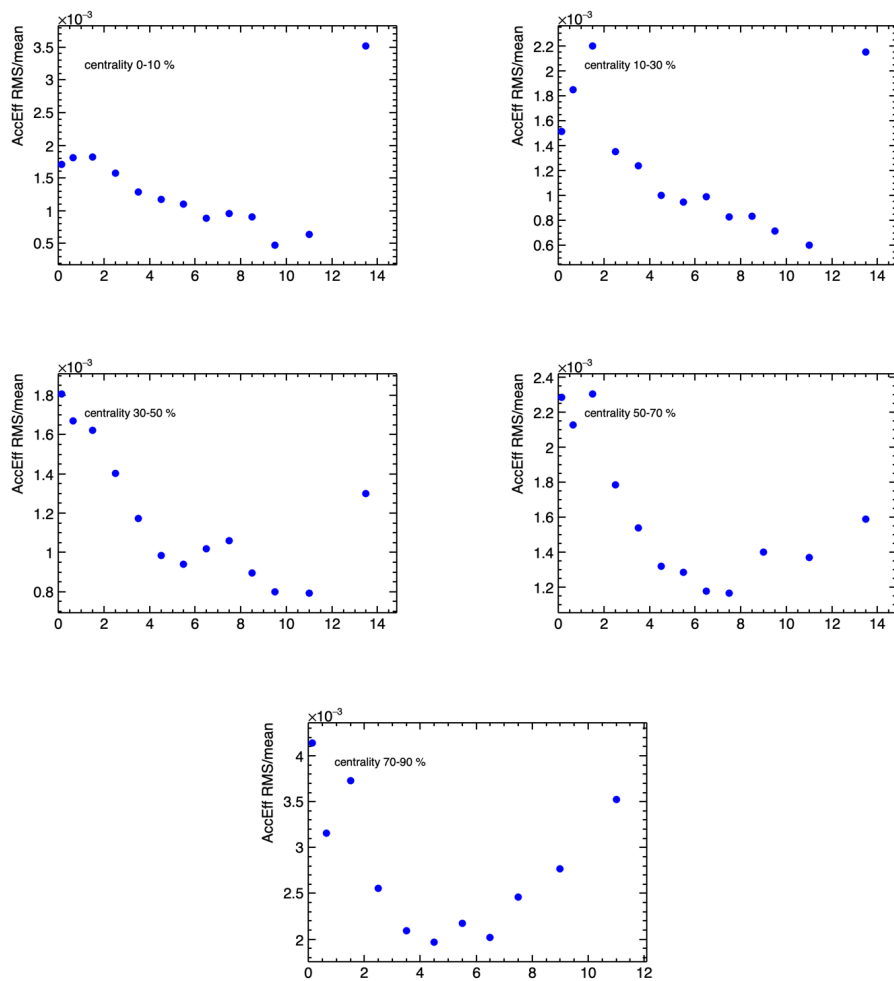 ×10⁻³
AccEff RMS/mean
centrality 0-10 %
3.5
3
2.5
2
1.5
1
0.5
0 2 4 6 8 10 12 14
×10⁻³
AccEff RMS/mean
centrality 10-30 %
2.2
2
1.8
1.6
1.4
1.2
1
0.8
0.6
0 2 4 6 8 10 12 14
×10⁻³
AccEff RMS/mean
centrality 30-50 %
1.8
1.6
1.4
1.2
1
0.8
0 2 4 6 8 10 12 14
×10⁻³
AccEff RMS/mean
centrality 50-70 %
2.4
2.2
2
1.8
1.6
1.4
1.2
0 2 4 6 8 10 12 14
×10⁻³
AccEff RMS/mean
centrality 70-90 %
4
3.5
3
2.5
2
0 2 4 6 8 10 12